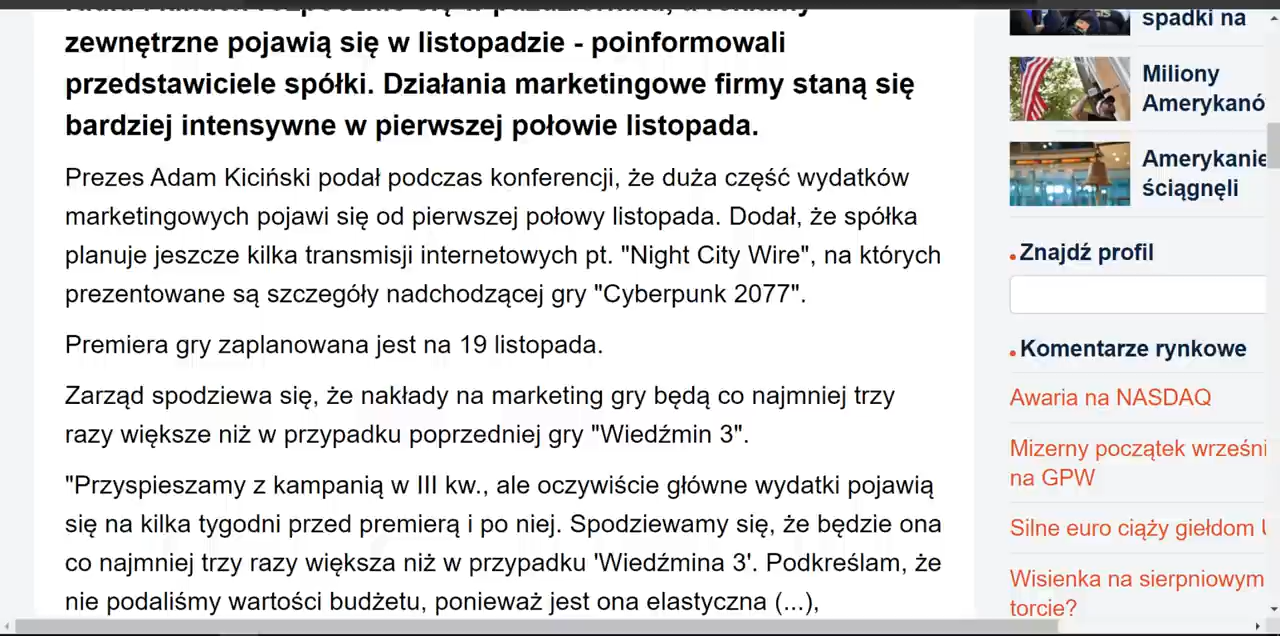 zewnętrzne pojawią się w listopadzie - poinformowali
przedstawiciele spółki. Działania marketingowe firmy staną się
bardziej intensywne w pierwszej połowie listopada.
Prezes Adam Kiciński podał podczas konferencji, że duża część wydatków
marketingowych pojawi się od pierwszej połowy listopada. Dodał, że spółka
planuje jeszcze kilka transmisji internetowych pt. "Night City Wire", na których
prezentowane są szczegóły nadchodzącej gry "Cyberpunk 2077".
Premiera gry zaplanowana jest na 19 listopada.
Zarząd spodziewa się, że nakłady na marketing gry będą co najmniej trzy
razy większe niż w przypadku poprzedniej gry "Wiedźmin 3".
"Przyspieszamy z kampanią w III kw., ale oczywiście główne wydatki pojawią
się na kilka tygodni przed premierą i po niej. Spodziewamy się, że będzie ona
co najmniej trzy razy większa niż w przypadku 'Wiedźmina 3'. Podkreślam, że
nie podaliśmy wartości budżetu, ponieważ jest ona elastyczna (...),
spadki na
Miliony
Amerykanó
Amerykanie
ściągnęli
Znajdź profil
Komentarze rynkowe
Awaria na NASDAQ
Mizerny początek wrześni
na GPW
Silne euro ciąży giełdom
Wisienka na sierpniowym
torcie?